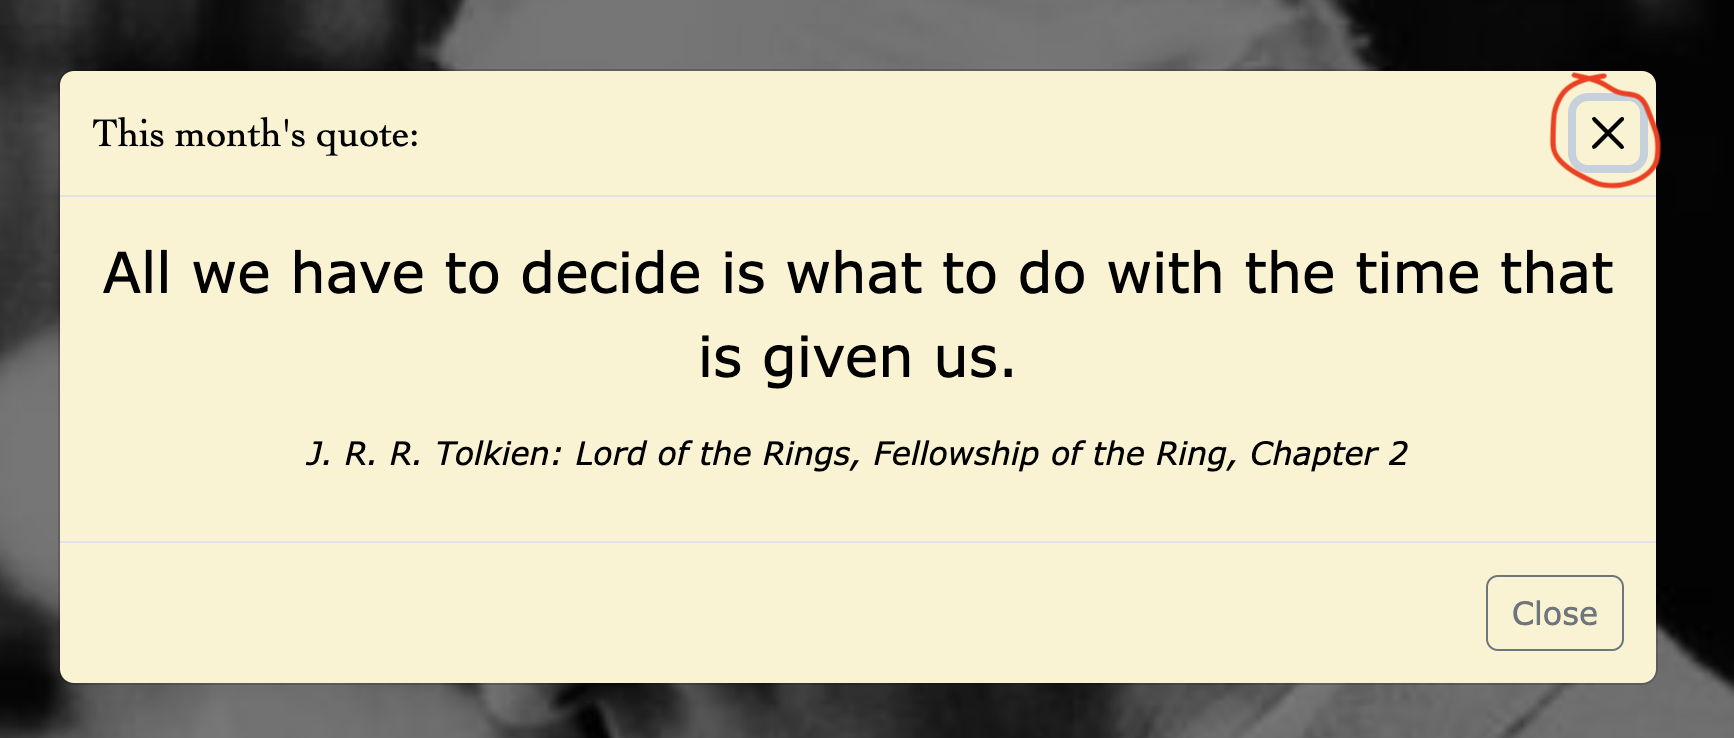 This month's quote:
All we have to decide is what to do with the time that
is given us.
J. R. R. Tolkien: Lord of the Rings, Fellowship of the Ring, Chapter 2
Close